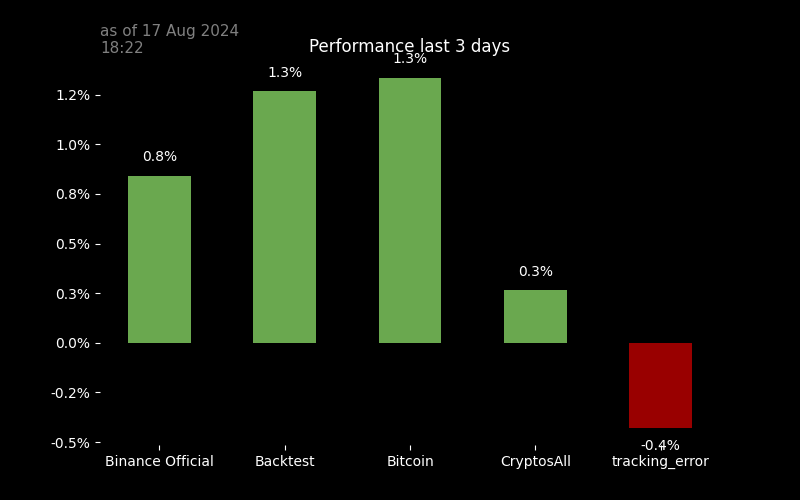 as of 17 Aug 2024
18:22
Performance last 3 days
1.3%
1.3%
0.8%
0.3%
-0.4%
1.2%
1.0%
0.8%
0.5%
0.3%
0.0%
-0.2%
-0.5%
Binance Official
Backtest
Bitcoin
CryptosAll
tracking_error